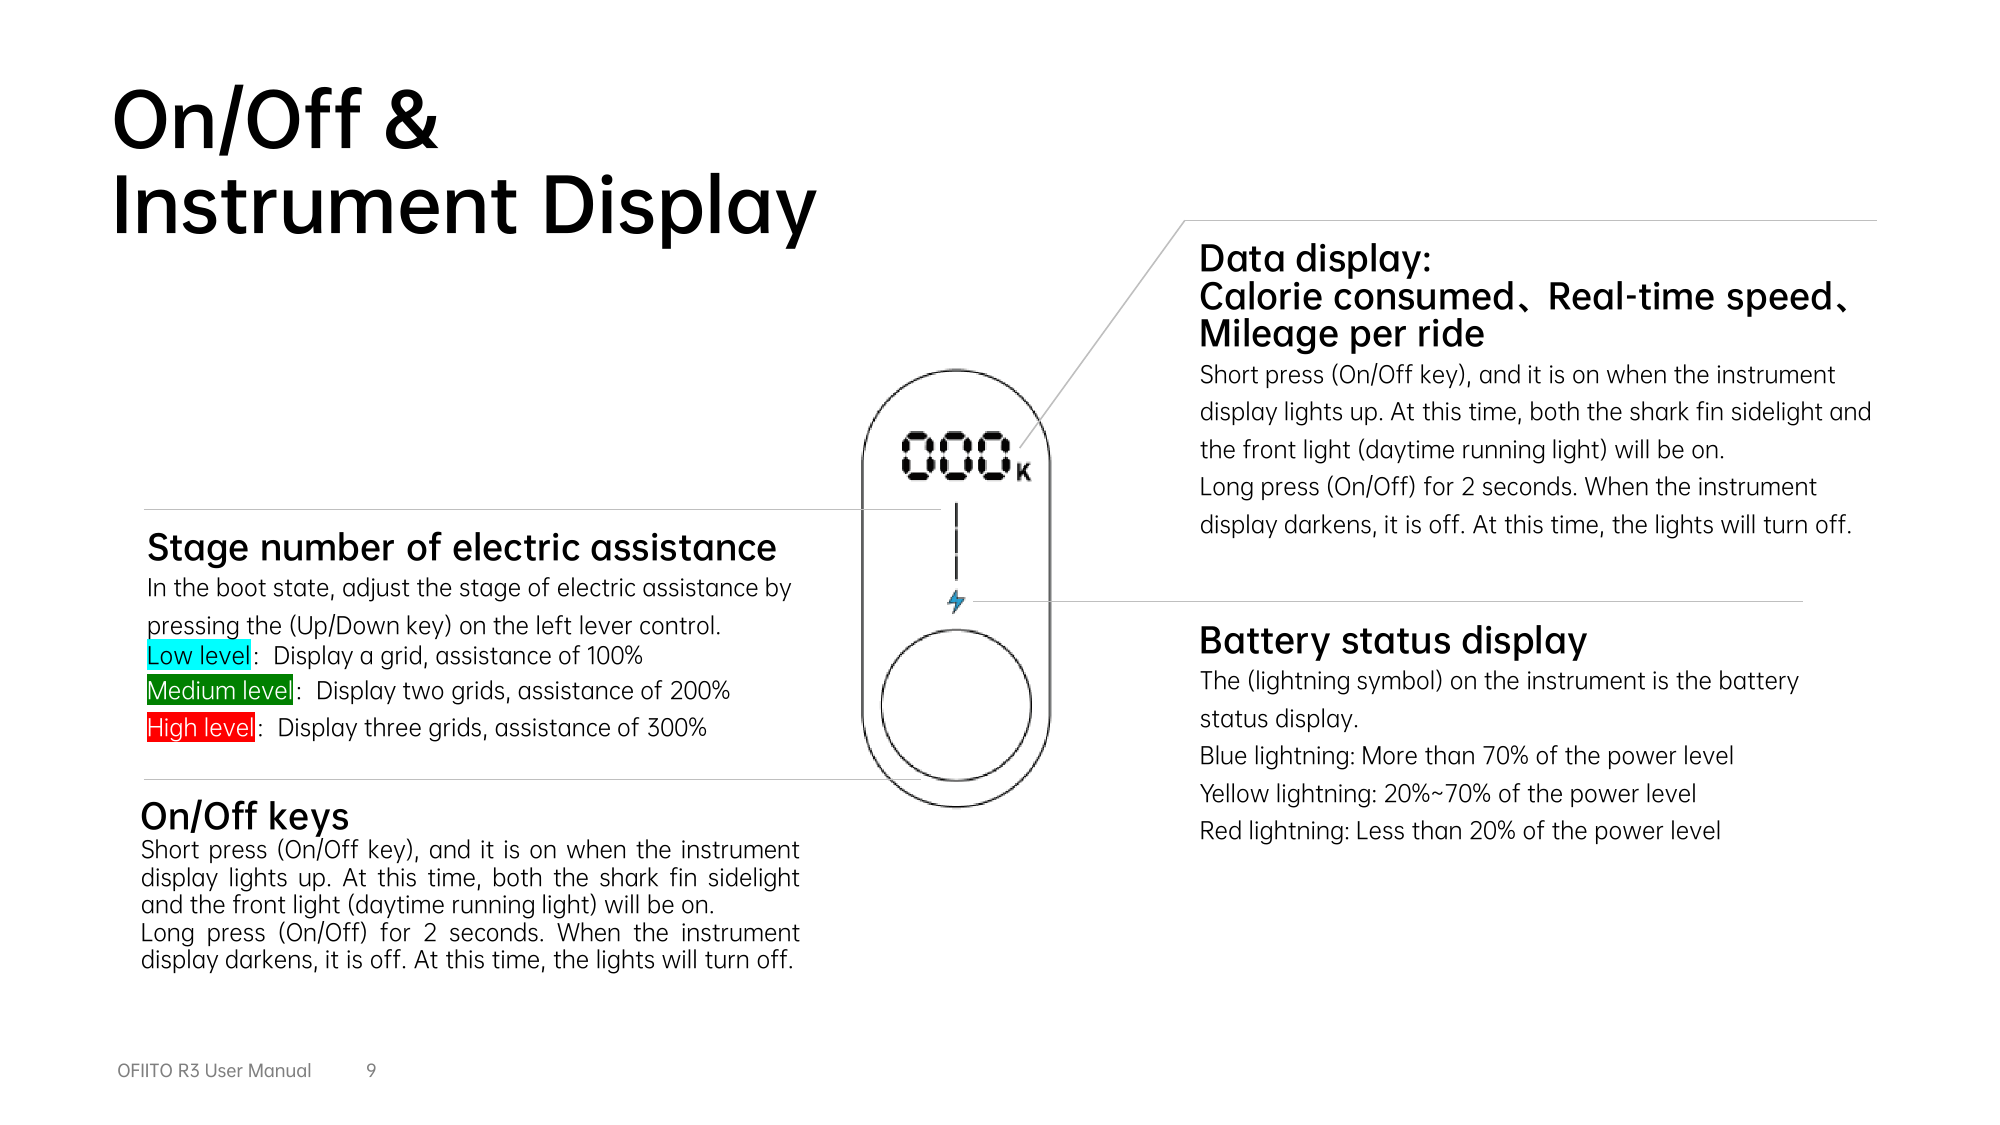 On/Off &
Instrument Display
Data display:
Calorie consumed、Real-time speed、
Mileage per ride
Short press (On/Off key), and it is on when the instrument
display lights up. At this time, both the shark fin sidelight and
the front light (daytime running light) will be on.
Long press (On/Off) for 2 seconds. When the instrument
display darkens, it is off. At this time, the lights will turn off.
000K
Stage number of electric assistance
In the boot state, adjust the stage of electric assistance by
pressing the (Up/Down key) on the left lever control.
Low level: Display a grid, assistance of 100%
Medium level: Display two grids, assistance of 200%
High level: Display three grids, assistance of 300%
Battery status display
The (lightning symbol) on the instrument is the battery
status display.
Blue lightning: More than 70% of the power level
Yellow lightning: 20%~70% of the power level
Red lightning: Less than 20% of the power level
On/Off keys
Short press (On/Off key), and it is on when the instrument
display lights up. At this time, both the shark fin sidelight
and the front light (daytime running light) will be on.
Long press (On/Off) for 2 seconds. When the instrument
display darkens, it is off. At this time, the lights will turn off.
OFIITO R3 User Manual 9